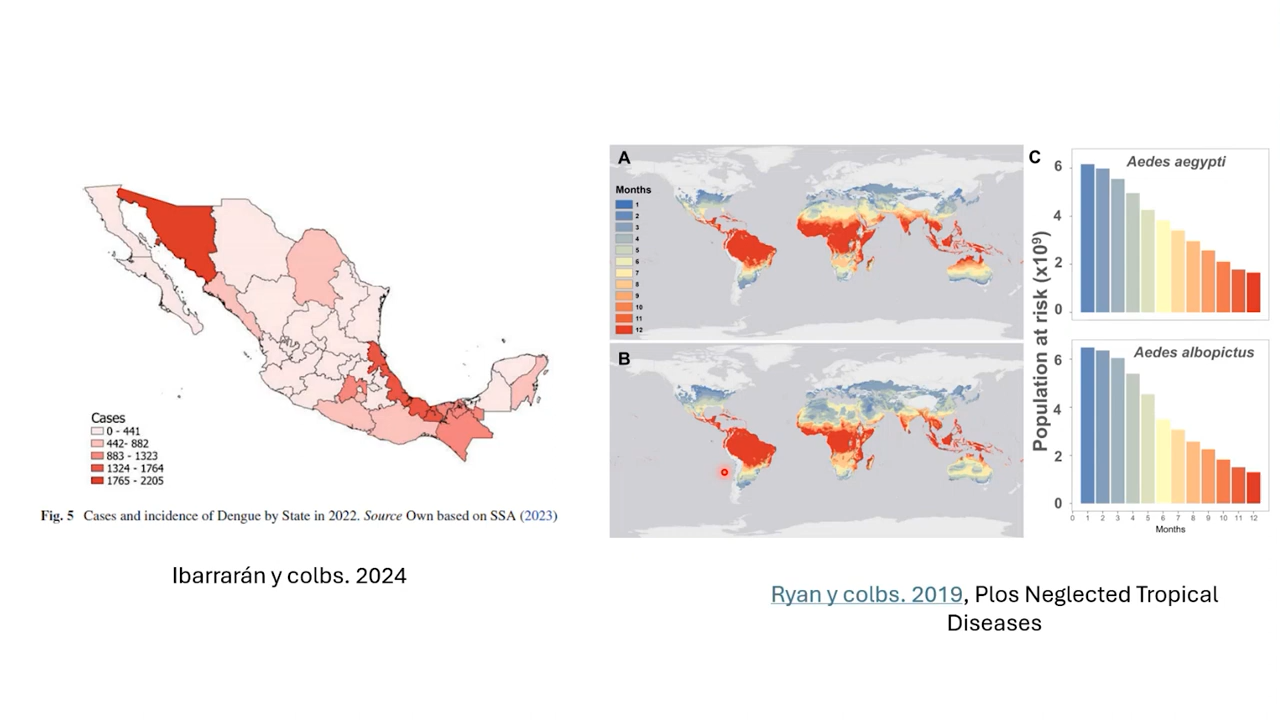 Cases
0 - 441
442- 882
883 - 1323
1324 - 1764
1765 - 2205
Fig. 5 Cases and incidence of Dengue by State in 2022. Source Own based on SSA (2023)
Ibarrarán y colbs. 2024
A
Months
1
2
3
4
5
6
7
8
9
10
11
12
B
C
Population at risk (x10⁹)
Aedes aegypti
6
4
2
0
Aedes albopictus
6
4
2
0
0 1 2 3 4 5 6 7 8 9 10 11 12
Months
Ryan y colbs. 2019, Plos Neglected Tropical
Diseases